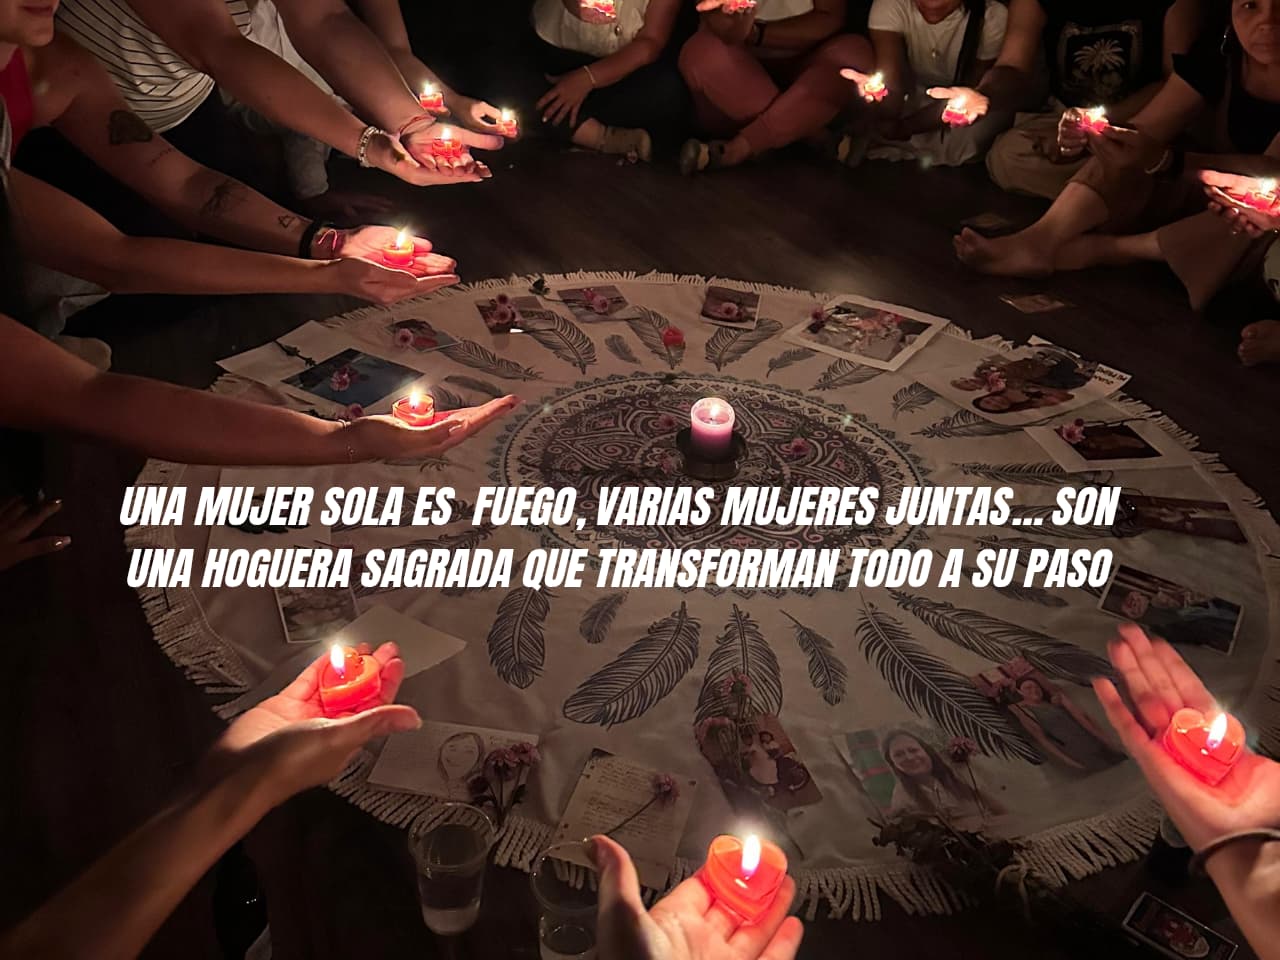 UNA MUJER SOLA ES FUEGO, VARIAS MUJERES JUNTAS... SON
UNA HOGUERA SAGRADA QUE TRANSFORMAN TODO A SU PASO